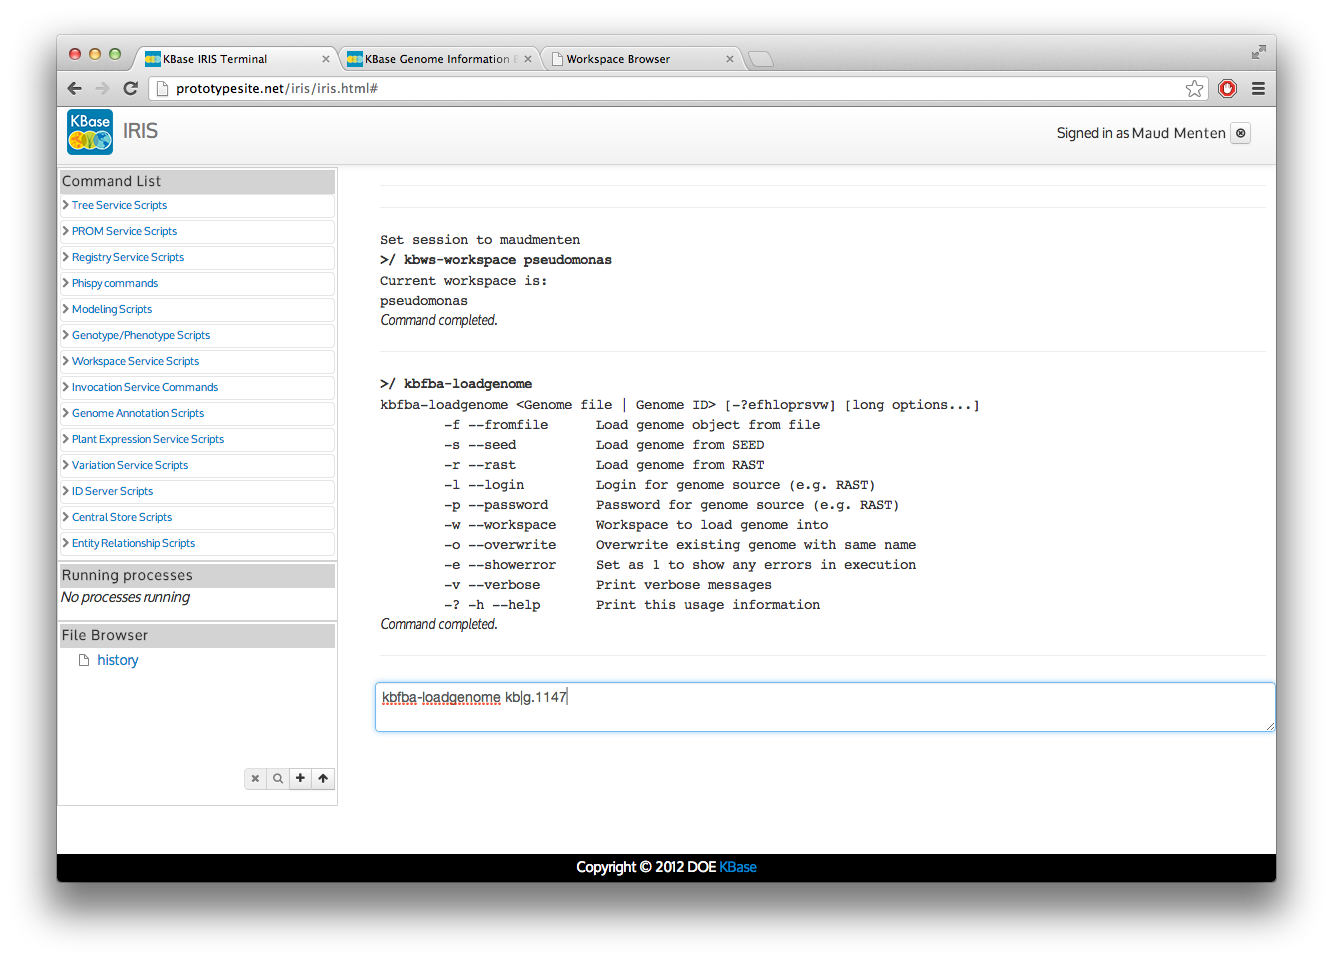 KBase IRIS Terminal
KBase Genome Information
Workspace Browser
prototypesite.net/iris/iris.html#
KBase
IRIS
Signed in as Maud Menten
Command List
Tree Service Scripts
PROM Service Scripts
Registry Service Scripts
Phispy commands
Modeling Scripts
Genotype/Phenotype Scripts
Workspace Service Scripts
Invocation Service Commands
Genome Annotation Scripts
Plant Expression Service Scripts
Variation Service Scripts
ID Server Scripts
Central Store Scripts
Entity Relationship Scripts
Running processes
No processes running
File Browser
history
Set session to maudmenten
>/ kbws-workspace pseudomonas
Current workspace is:
pseudomonas
Command completed.
>/ kbfba-loadgenome
kbfba-loadgenome <Genome file | Genome ID> [-?efhloprsvw] [long options...]
-f --fromfile Load genome object from file
-s --seed Load genome from SEED
-r --rast Load genome from RAST
-l --login Login for genome source (e.g. RAST)
-p --password Password for genome source (e.g. RAST)
-w --workspace Workspace to load genome into
-o --overwrite Overwrite existing genome with same name
-e --showerror Set as 1 to show any errors in execution
-v --verbose Print verbose messages
-? -h --help Print this usage information
Command completed.
kbfba-loadgenome kb|g.1147
Copyright © 2012 DOE KBase